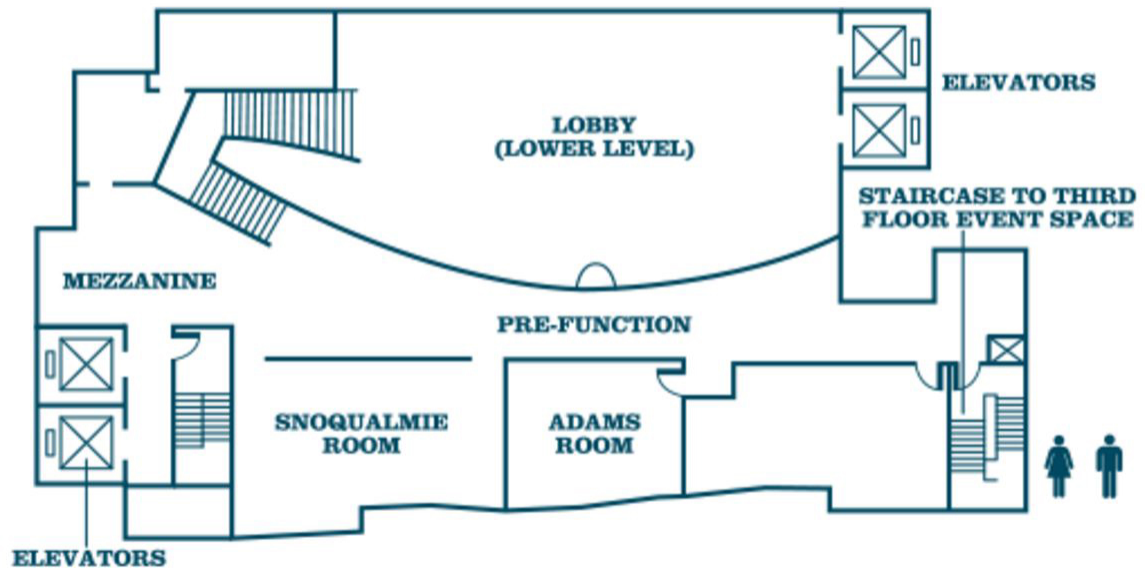 ELEVATORS
LOBBY
(LOWER LEVEL)
STAIRCASE TO THIRD
FLOOR EVENT SPACE
MEZZANINE
PRE-FUNCTION
SNOQUALMIE
ROOM
ADAMS
ROOM
ELEVATORS